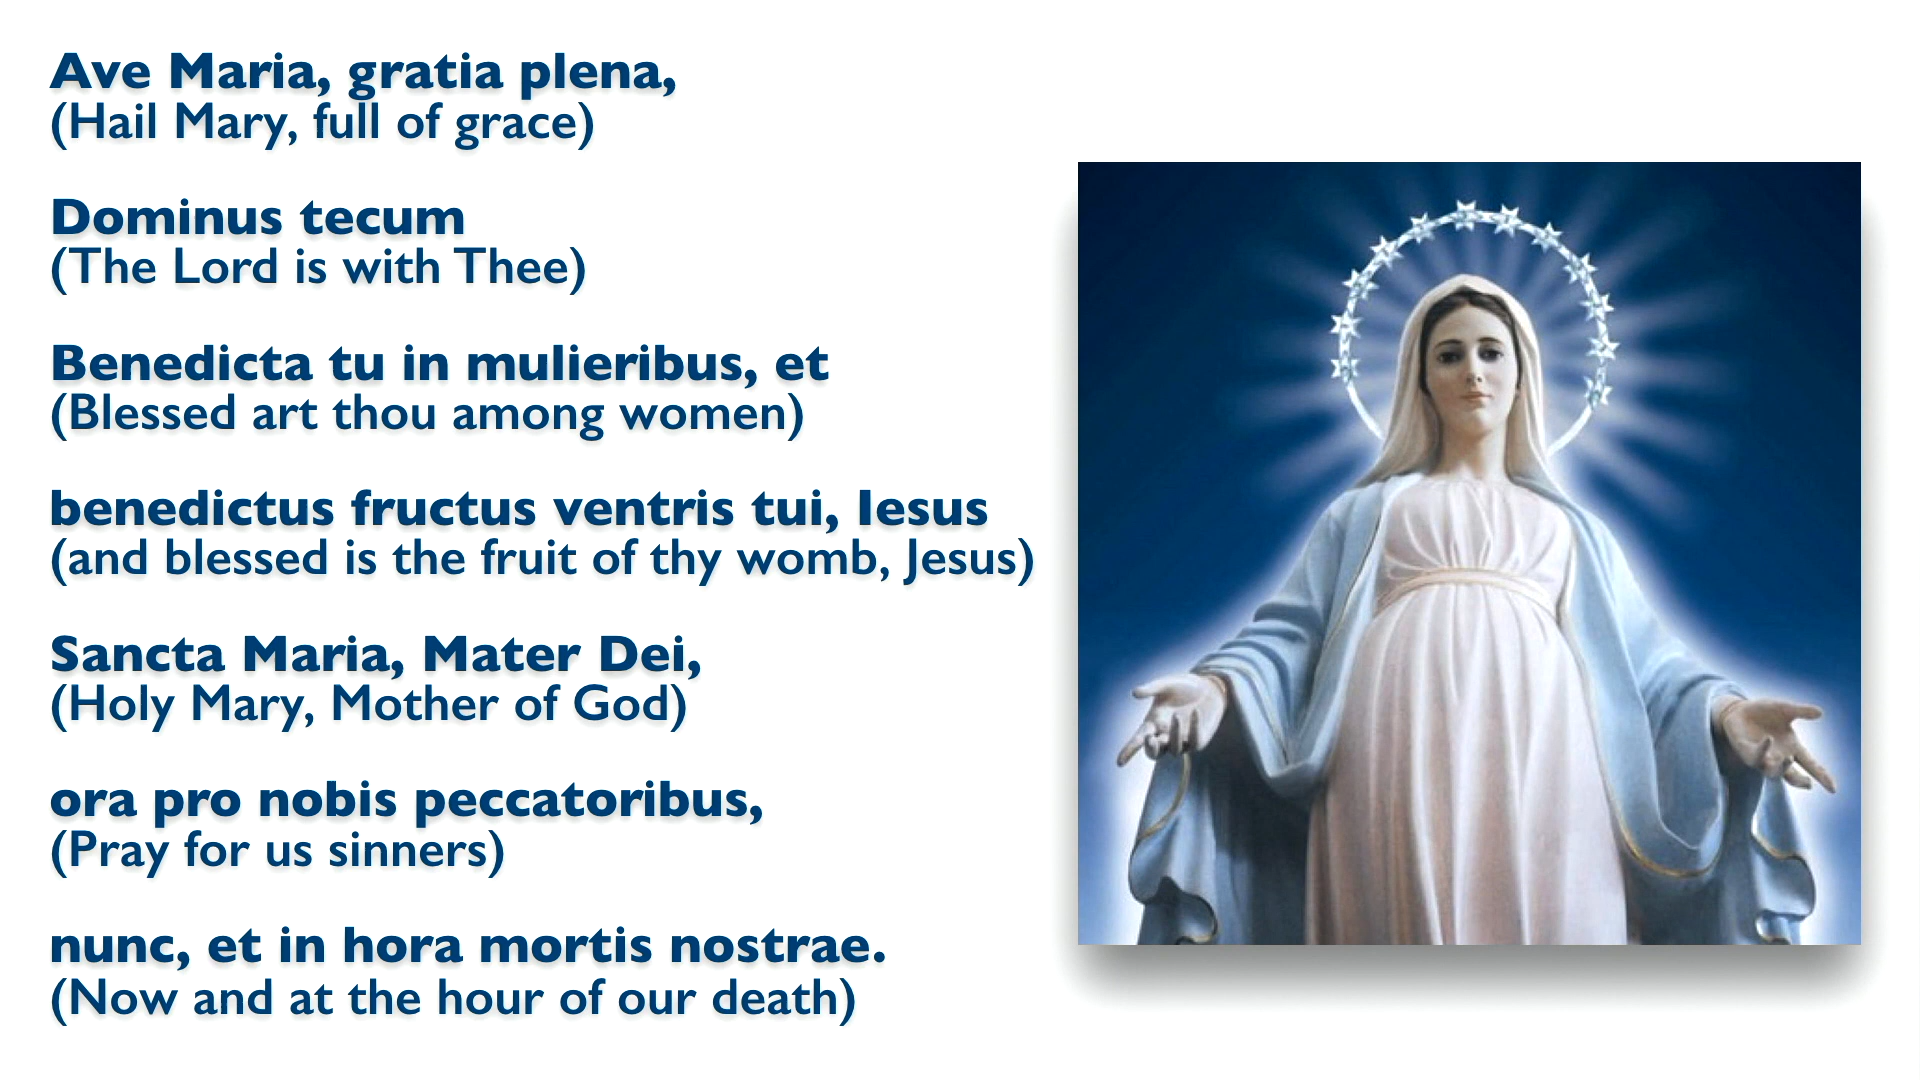 Ave Maria, gratia plena,
(Hail Mary, full of grace)
Dominus tecum
(The Lord is with Thee)
Benedicta tu in mulieribus, et
(Blessed art thou among women)
benedictus fructus ventris tui, Iesus
(and blessed is the fruit of thy womb, Jesus)
Sancta Maria, Mater Dei,
(Holy Mary, Mother of God)
ora pro nobis peccatoribus,
(Pray for us sinners)
nunc, et in hora mortis nostrae.
(Now and at the hour of our death)